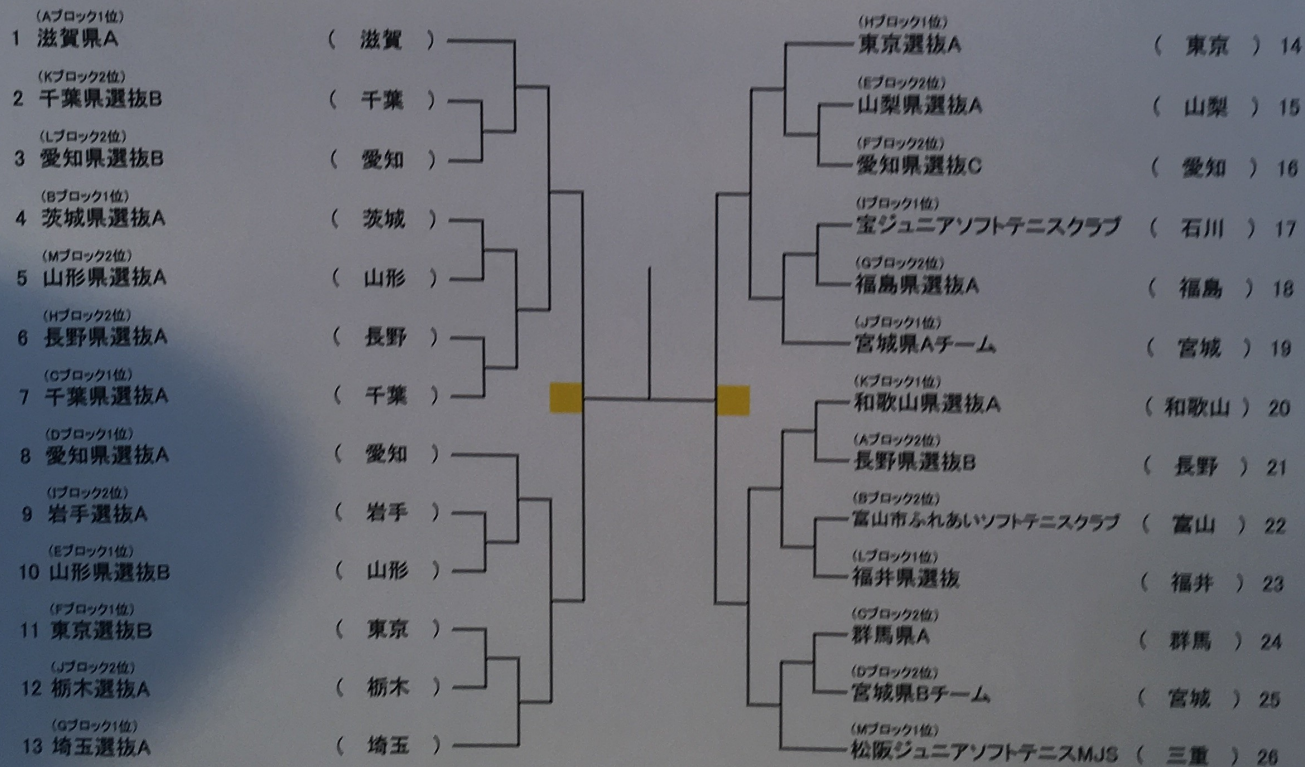 (Aブロック1位)
1 滋賀県A ( 滋賀 )
(Kブロック2位)
2 千葉県選抜B ( 千葉 )
(Lブロック2位)
3 愛知県選抜B ( 愛知 )
(Bブロック1位)
4 茨城県選抜A ( 茨城 )
(Mブロック2位)
5 山形県選抜A ( 山形 )
(Hブロック2位)
6 長野県選抜A ( 長野 )
(Cブロック1位)
7 千葉県選抜A ( 千葉 )
(Dブロック1位)
8 愛知県選抜A ( 愛知 )
(Iブロック2位)
9 岩手選抜A ( 岩手 )
(Eブロック1位)
10 山形県選抜B ( 山形 )
(Fブロック1位)
11 東京選抜B ( 東京 )
(Jブロック2位)
12 栃木選抜A ( 栃木 )
(Gブロック1位)
13 埼玉選抜A ( 埼玉 )
(Hブロック1位)
東京選抜A ( 東京 ) 14
(Eブロック2位)
山梨県選抜A ( 山梨 ) 15
(Fブロック2位)
愛知県選抜C ( 愛知 ) 16
(Iブロック1位)
宝ジュニアソフトテニスクラブ ( 石川 ) 17
(Gブロック2位)
福島県選抜A ( 福島 ) 18
(Jブロック1位)
宮城県Aチーム ( 宮城 ) 19
(Kブロック1位)
和歌山県選抜A ( 和歌山 ) 20
(Aブロック2位)
長野県選抜B ( 長野 ) 21
(Bブロック2位)
富山市ふれあいソフトテニスクラブ ( 富山 ) 22
(Lブロック1位)
福井県選抜 ( 福井 ) 23
(Cブロック2位)
群馬県A ( 群馬 ) 24
(Dブロック2位)
宮城県Bチーム ( 宮城 ) 25
(Mブロック1位)
松阪ジュニアソフトテニスMJS ( 三重 ) 26